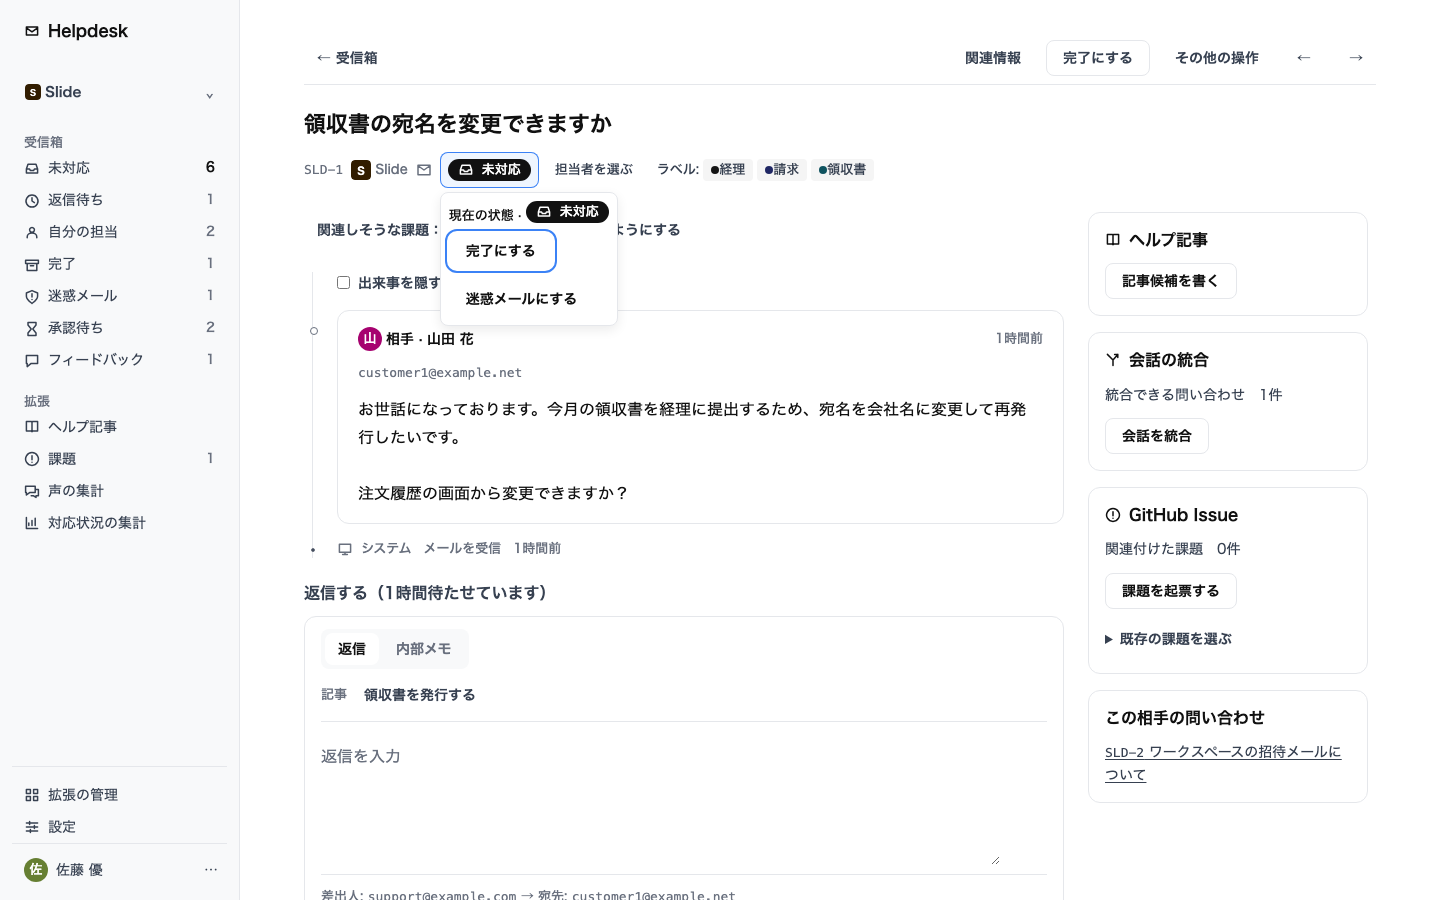 Helpdesk
S Slide
受信箱
未対応 6
返信待ち 1
自分の担当 2
完了 1
迷惑メール 1
承認待ち 2
フィードバック 1
拡張
ヘルプ記事
課題 1
声の集計
対応状況の集計
拡張の管理
設定
佐 佐藤 優 …
← 受信箱 関連情報 完了にする その他の操作 ← →
領収書の宛名を変更できますか
SLD-1 S Slide 未対応 担当者を選ぶ ラベル: 経理 請求 領収書
現在の状態 · 未対応
完了にする
迷惑メールにする
関連しそうな課題： ようにする
出来事を隠す
山 相手 · 山田 花 1時間前
customer1@example.net
お世話になっております。今月の領収書を経理に提出するため、宛名を会社名に変更して再発
行したいです。
注文履歴の画面から変更できますか？
システム メールを受信 1時間前
返信する（1時間待たせています）
返信 内部メモ
記事 領収書を発行する
返信を入力
差出人: support@example.com → 宛先: customer1@example.net
ヘルプ記事
記事候補を書く
会話の統合
統合できる問い合わせ 1件
会話を統合
GitHub Issue
関連付けた課題 0件
課題を起票する
▶ 既存の課題を選ぶ
この相手の問い合わせ
SLD-2 ワークスペースの招待メールに
ついて